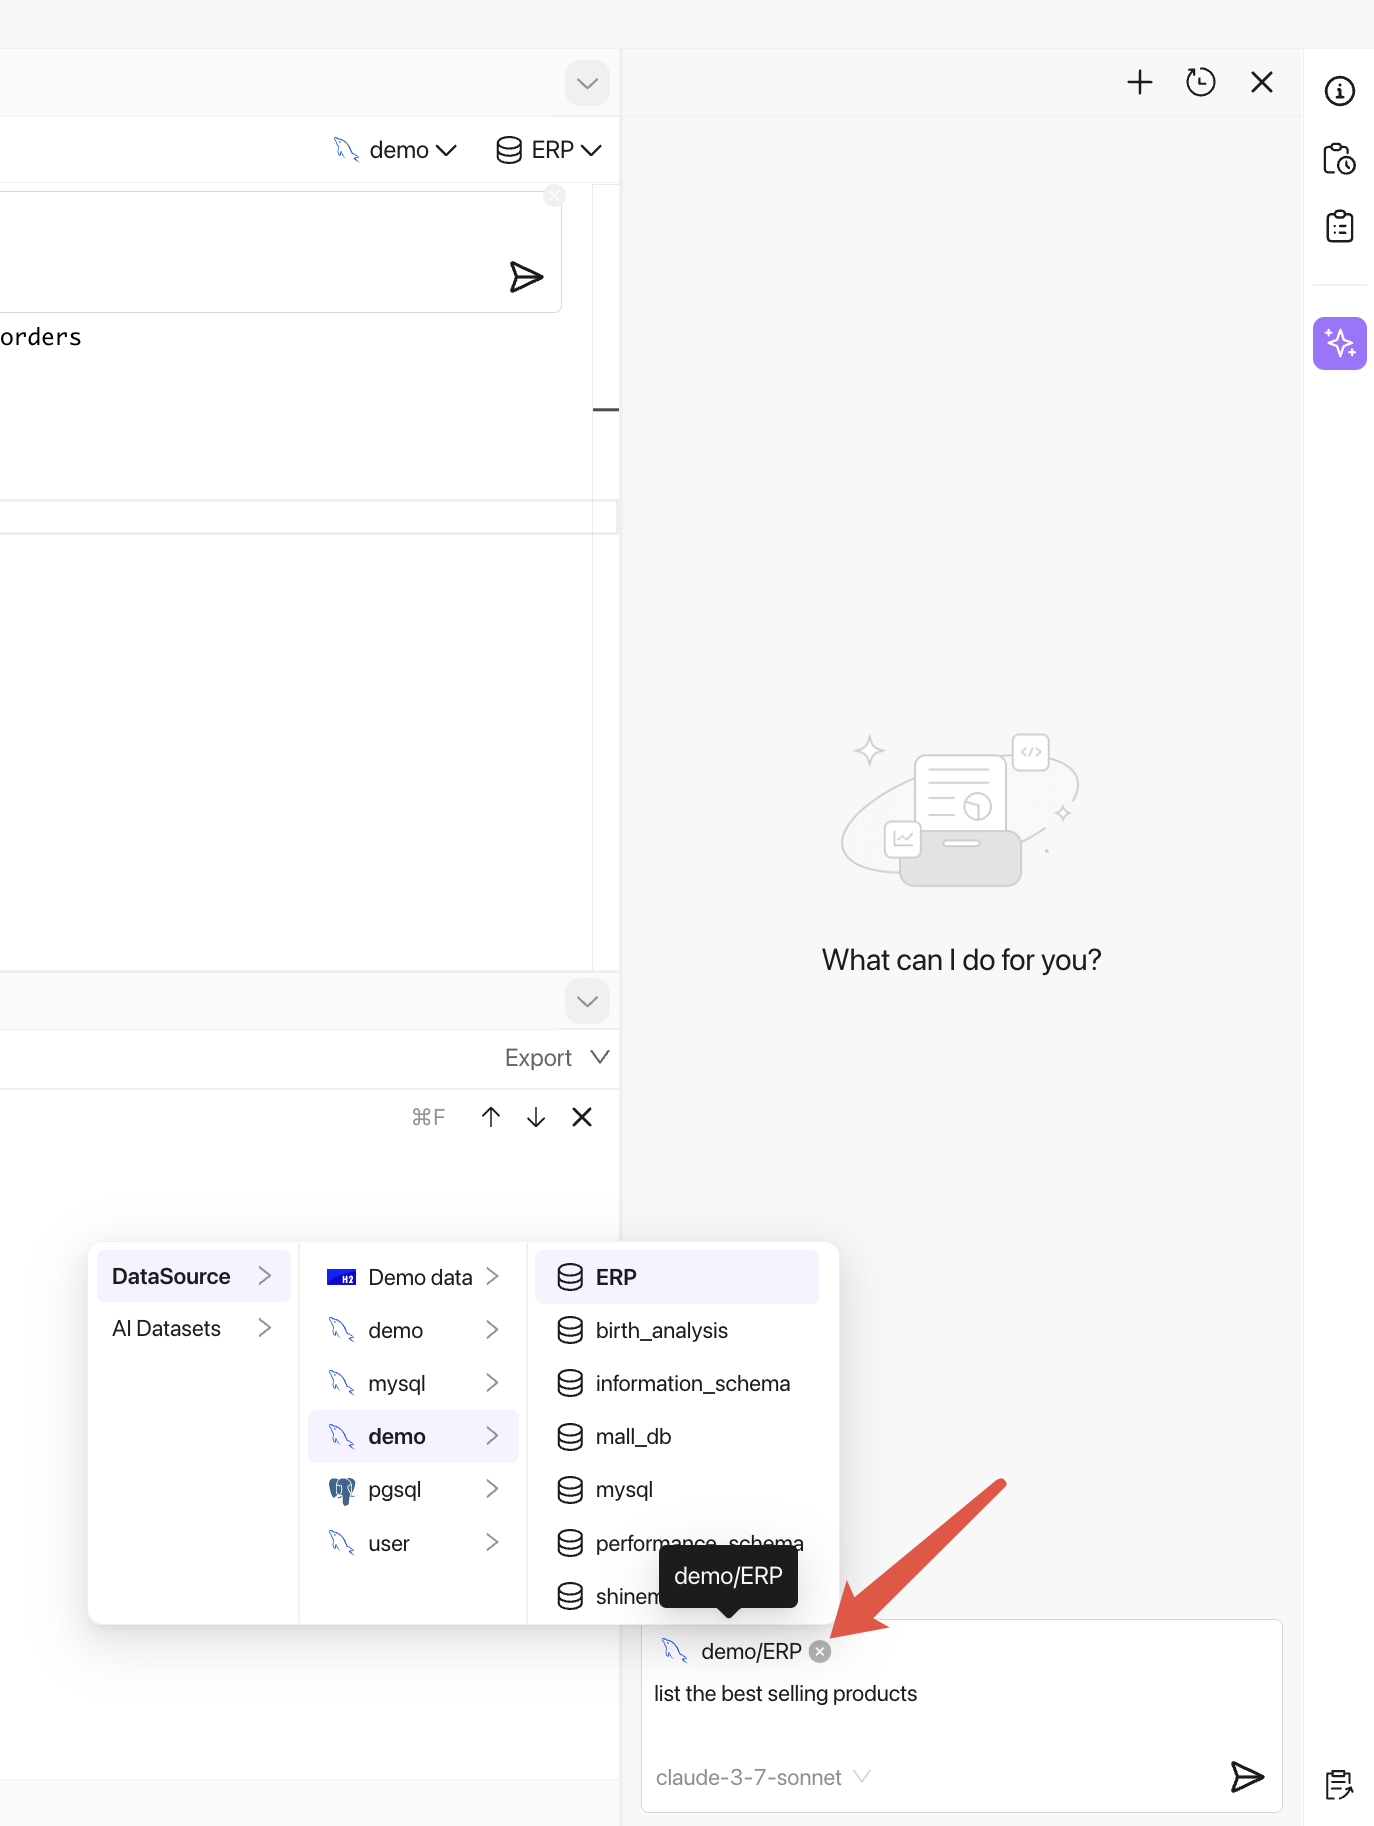 demo
ERP
orders
What can I do for you?
Export
⌘F
DataSource
AI Datasets
H2 Demo data
demo
mysql
demo
pgsql
user
ERP
birth_analysis
information_schema
mall_db
mysql
performance_schema
demo/ERP
demo/ERP
list the best selling products
claude-3-7-sonnet